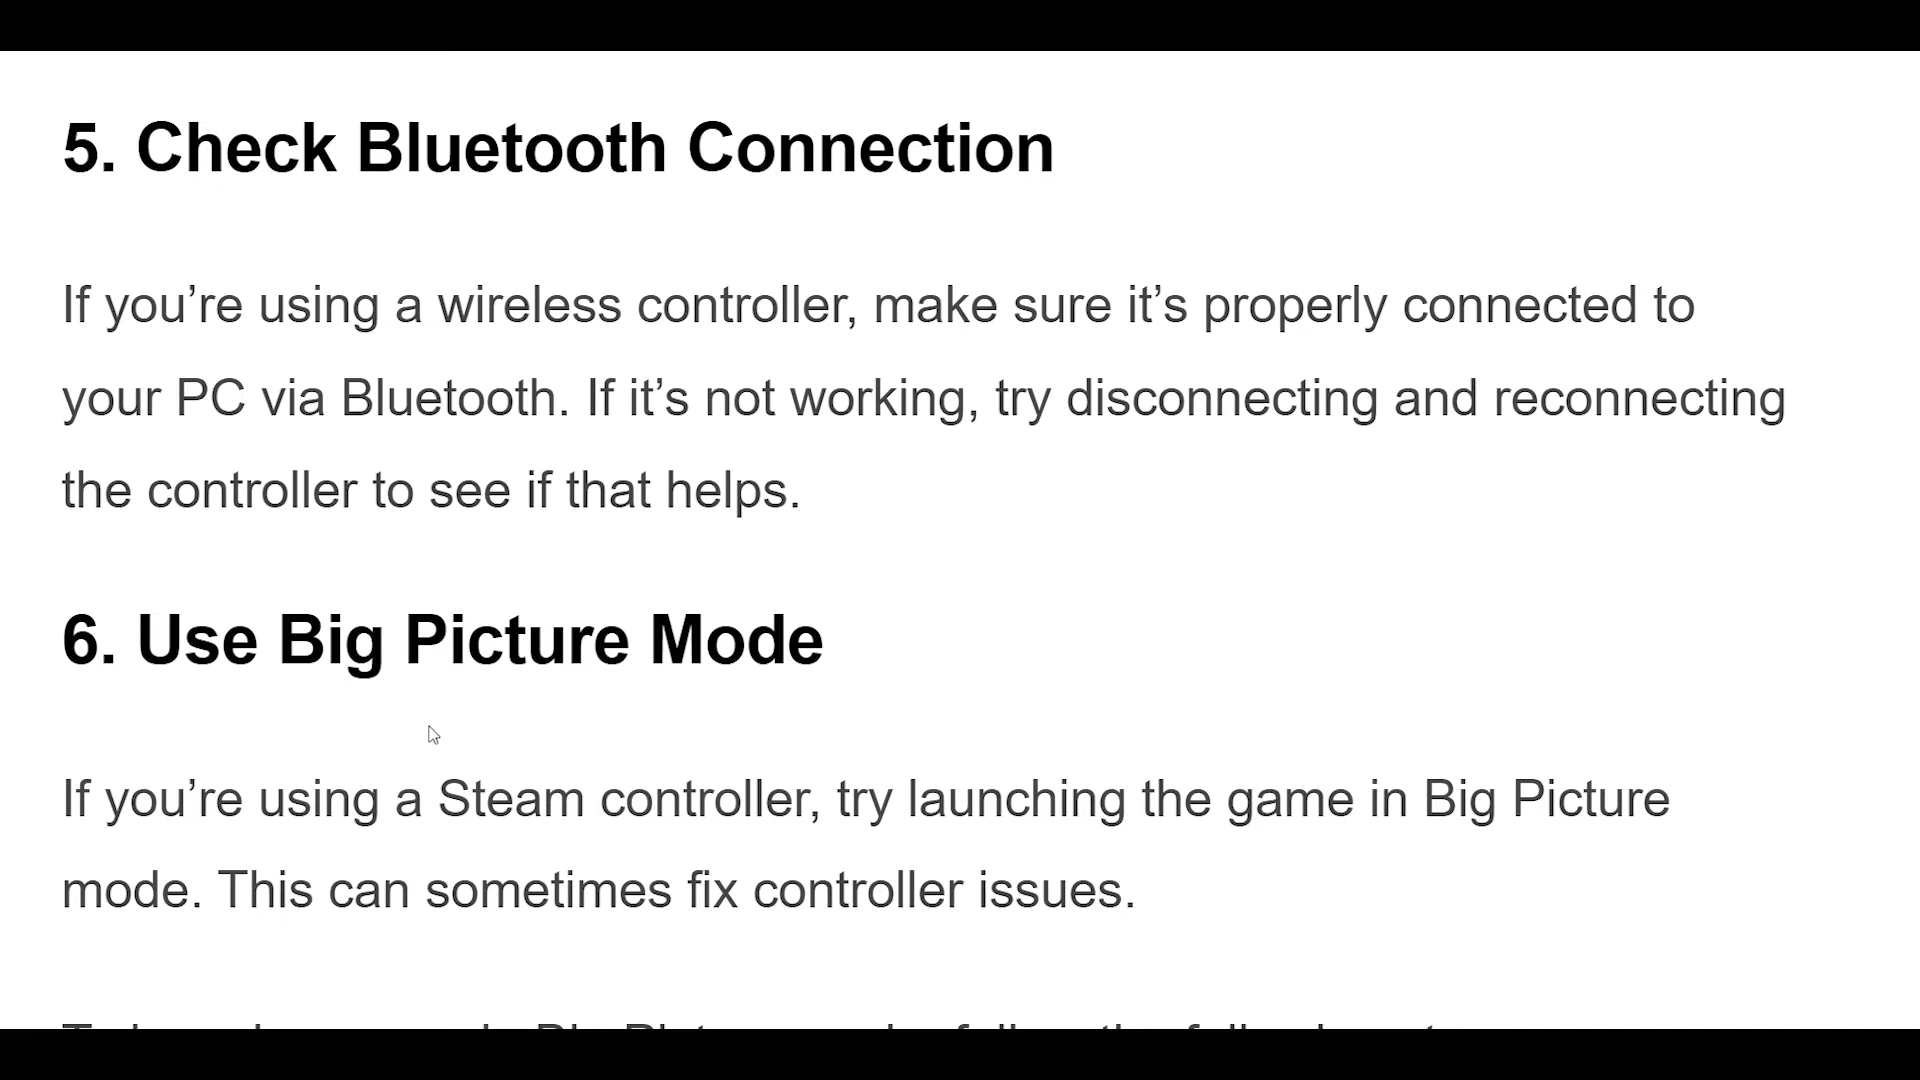 5. Check Bluetooth Connection
If you’re using a wireless controller, make sure it’s properly connected to
your PC via Bluetooth. If it’s not working, try disconnecting and reconnecting
the controller to see if that helps.
6. Use Big Picture Mode
If you’re using a Steam controller, try launching the game in Big Picture
mode. This can sometimes fix controller issues.